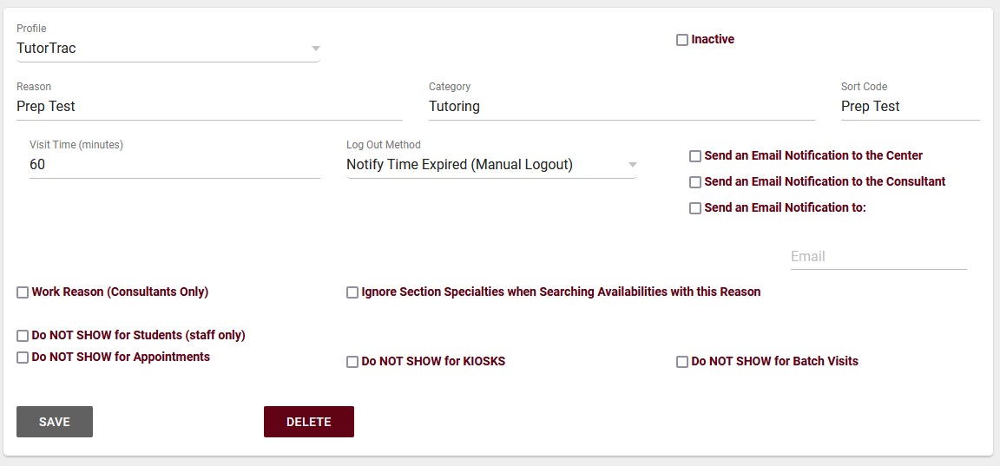 Profile
TutorTrac
Inactive
Reason
Category
Sort Code
Prep Test
Tutoring
Prep Test
Visit Time (minutes)
Log Out Method
60
Notify Time Expired (Manual Logout)
Send an Email Notification to the Center
Send an Email Notification to the Consultant
Send an Email Notification to:
Email
Work Reason (Consultants Only)
Ignore Section Specialties when Searching Availabilities with this Reason
Do NOT SHOW for Students (staff only)
Do NOT SHOW for Appointments
Do NOT SHOW for KIOSKS
Do NOT SHOW for Batch Visits
SAVE
DELETE